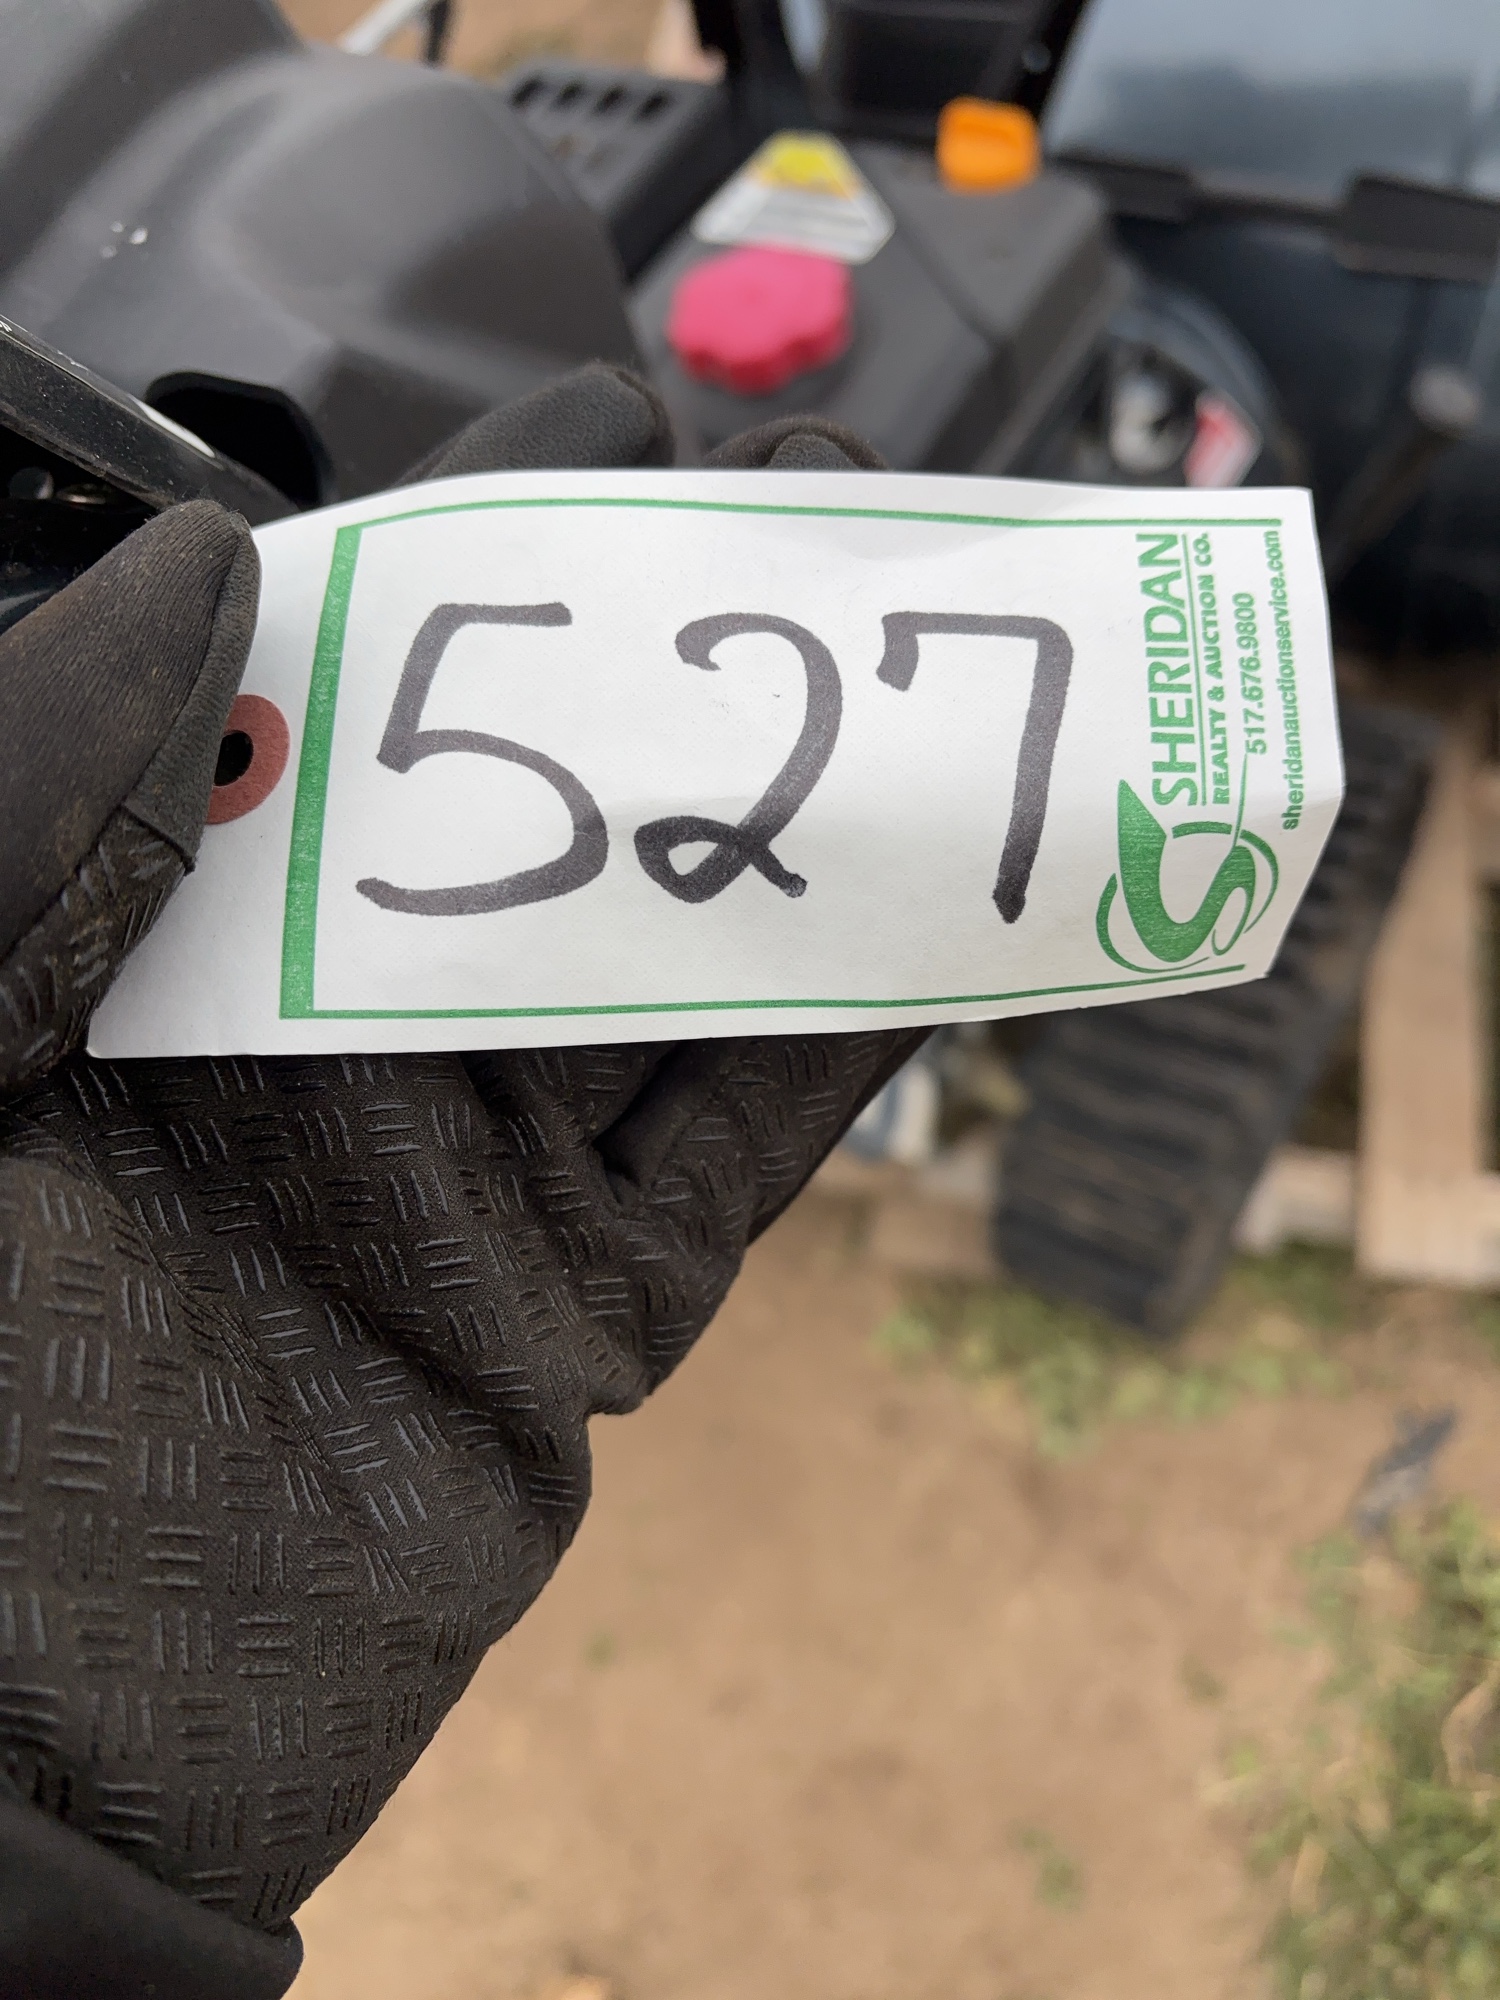 527
SHERIDAN
REALTY & AUCTION CO.
517.676.9800
sheridanauctionservice.com